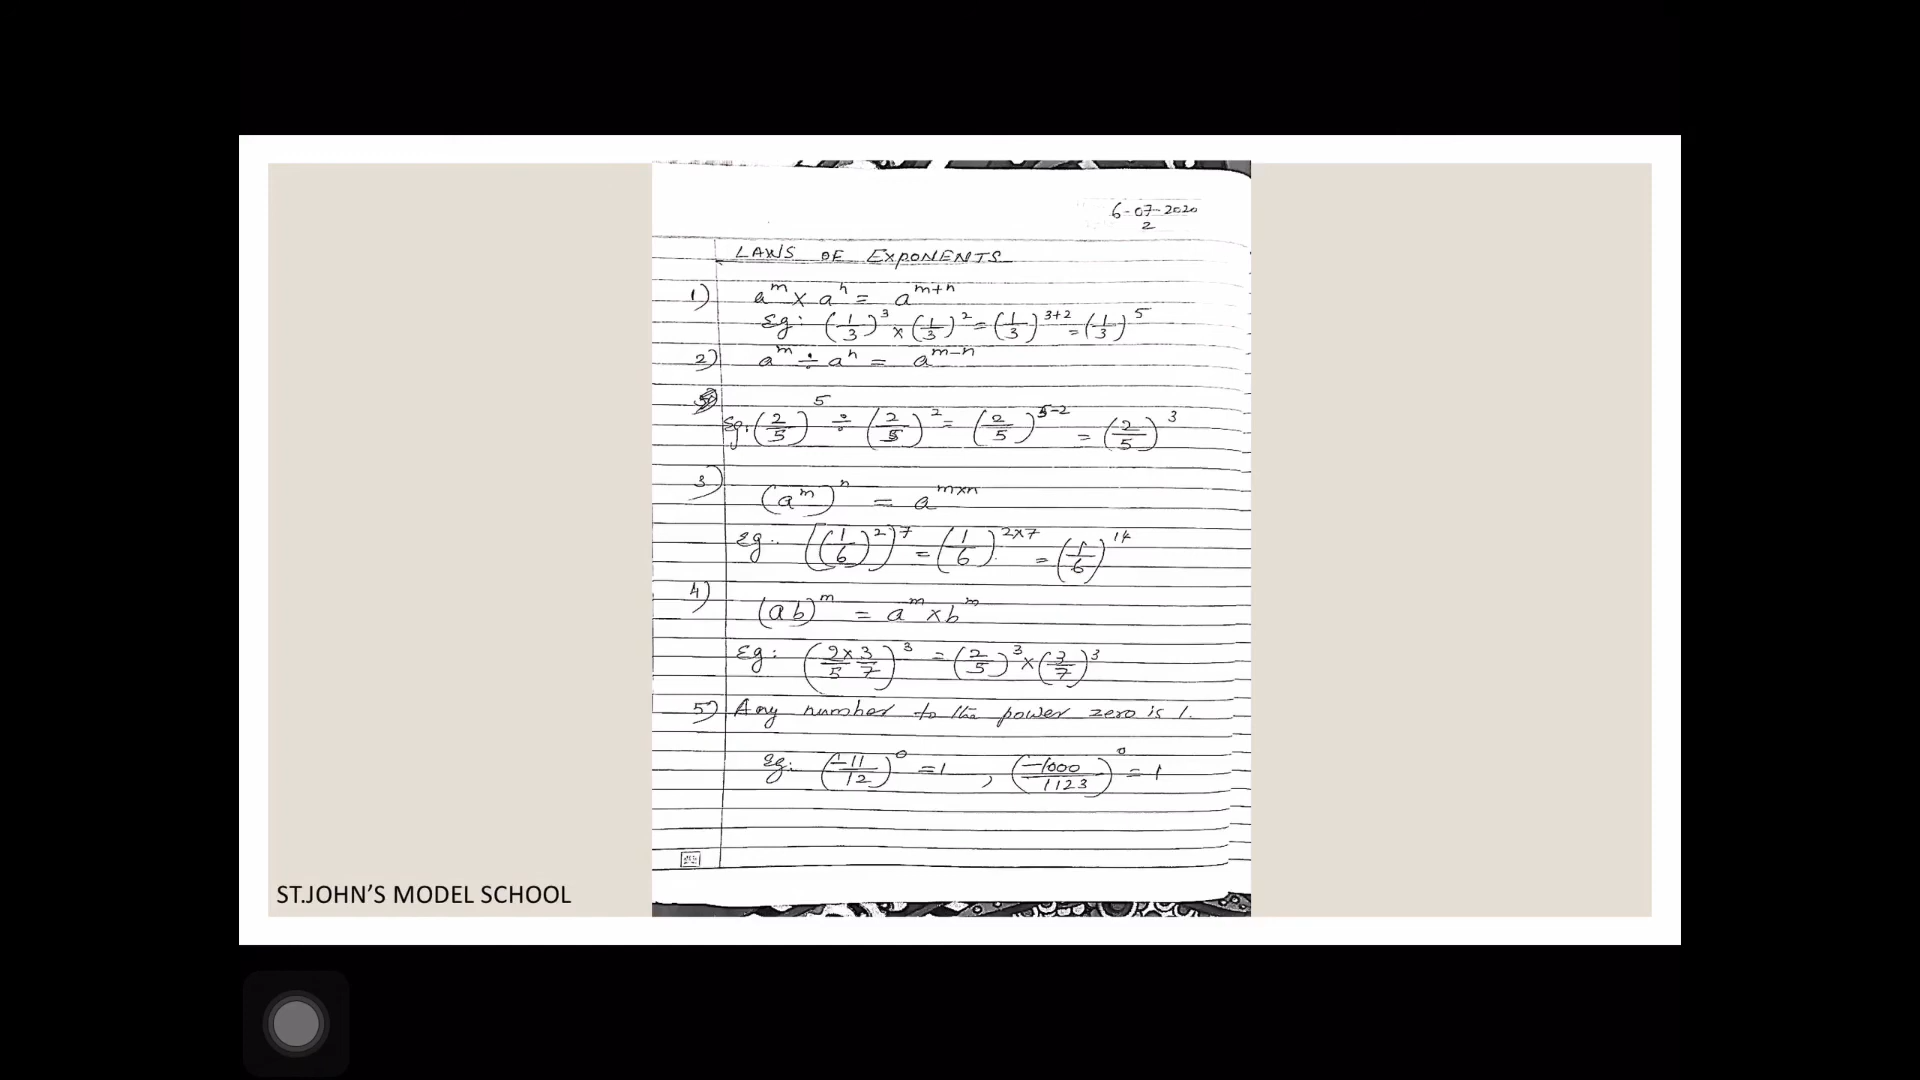 6-07-2020
2
LAWS OF EXPONENTS
1) a^m × a^n = a^(m+n)
Eg: (1/3)^3 × (1/3)^2 = (1/3)^(3+2) = (1/3)^5
2) a^m ÷ a^n = a^(m-n)
Eg: (2/5)^5 ÷ (2/5)^2 = (2/5)^(5-2) = (2/5)^3
3) (a^m)^n = a^(m×n)
Eg: ((1/6)^2)^7 = (1/6)^(2×7) = (1/6)^14
4) (ab)^m = a^m × b^m
Eg: (2/5 × 3/7)^3 = (2/5)^3 × (3/7)^3
5) Any number to the power zero is 1.
Eg: (-11/12)^0 = 1 , (-1000/1123)^0 = 1
ST.JOHN'S MODEL SCHOOL